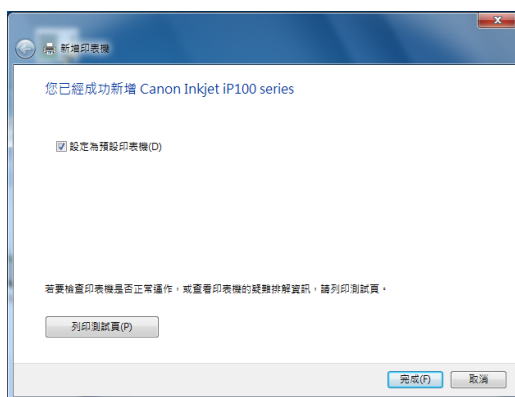 新增印表機
您已經成功新增 Canon Inkjet iP100 series
設定為預設印表機(D)
若要檢查印表機是否正常運作，或查看印表機的疑難排解資訊，請列印測試頁。
列印測試頁(P)
完成(F) 取消